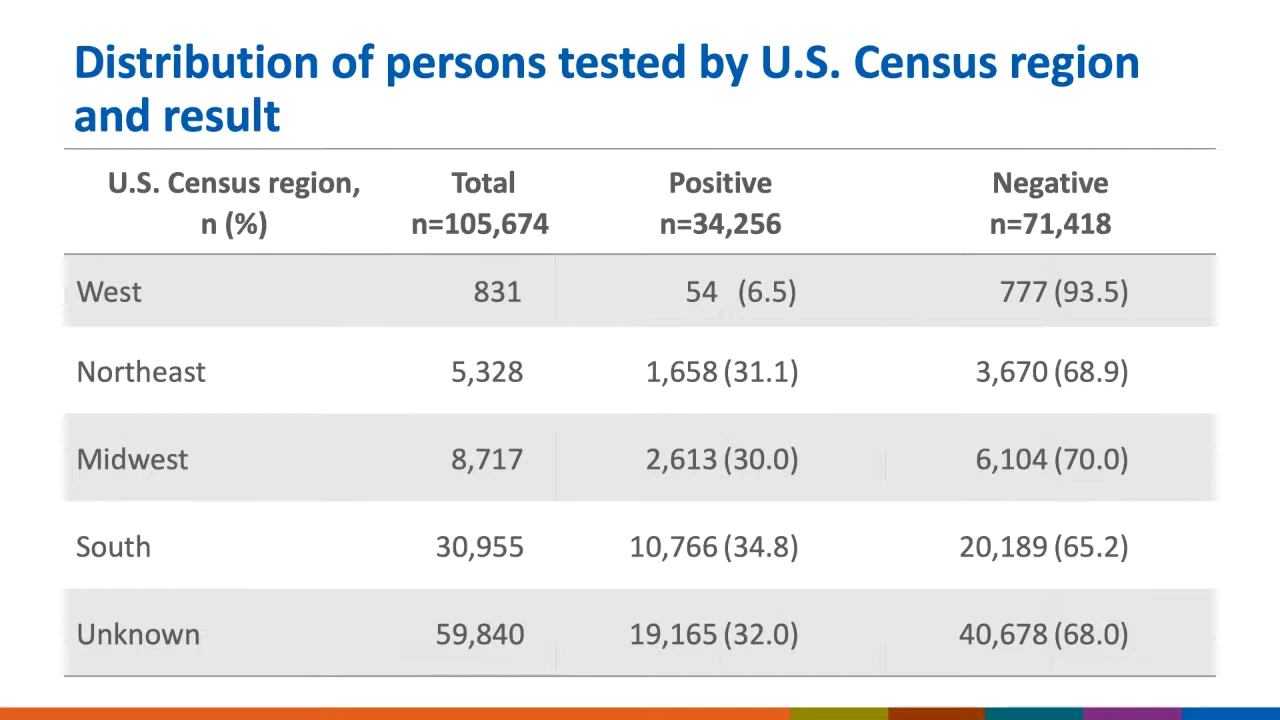 Distribution of persons tested by U.S. Census region
and result
U.S. Census region, Total Positive Negative
n (%) n=105,674 n=34,256 n=71,418
West 831 54 (6.5) 777 (93.5)
Northeast 5,328 1,658 (31.1) 3,670 (68.9)
Midwest 8,717 2,613 (30.0) 6,104 (70.0)
South 30,955 10,766 (34.8) 20,189 (65.2)
Unknown 59,840 19,165 (32.0) 40,678 (68.0)